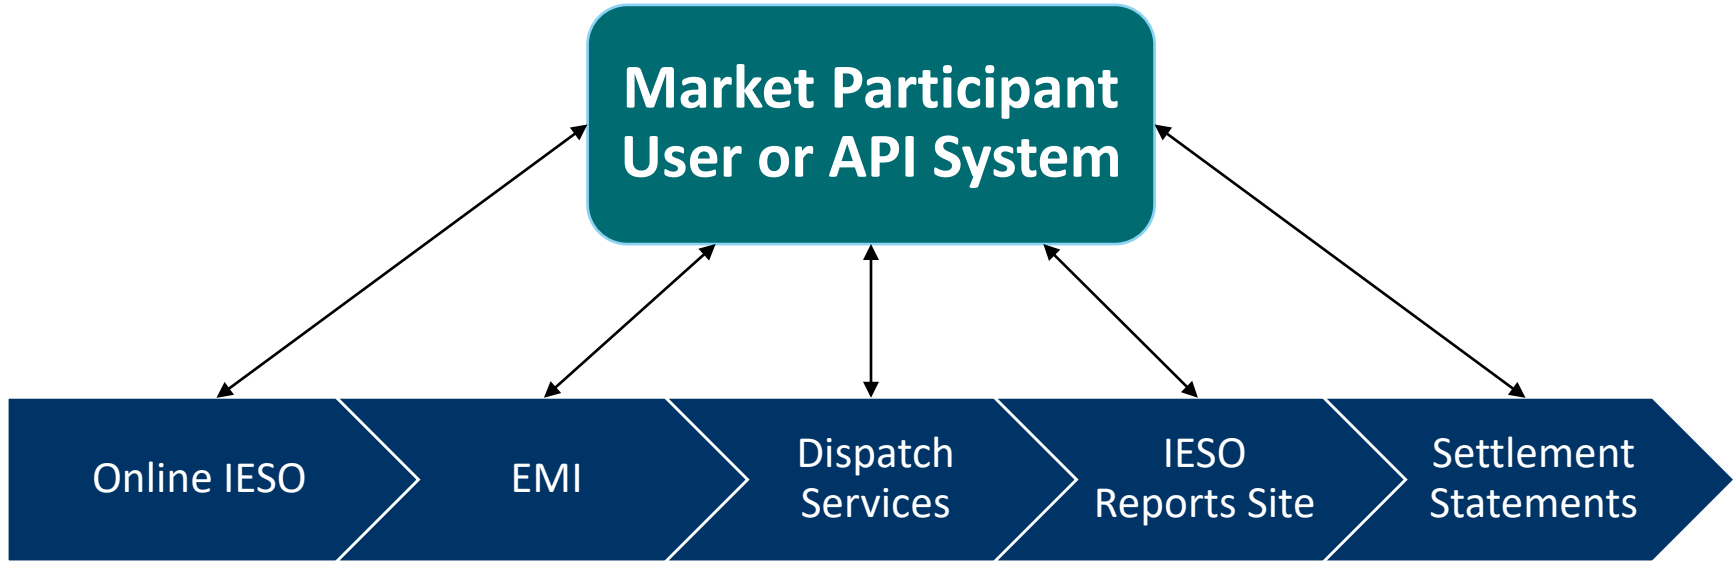 Market Participant
User or API System
Online IESO
EMI
Dispatch
Services
IESO
Reports Site
Settlement
Statements